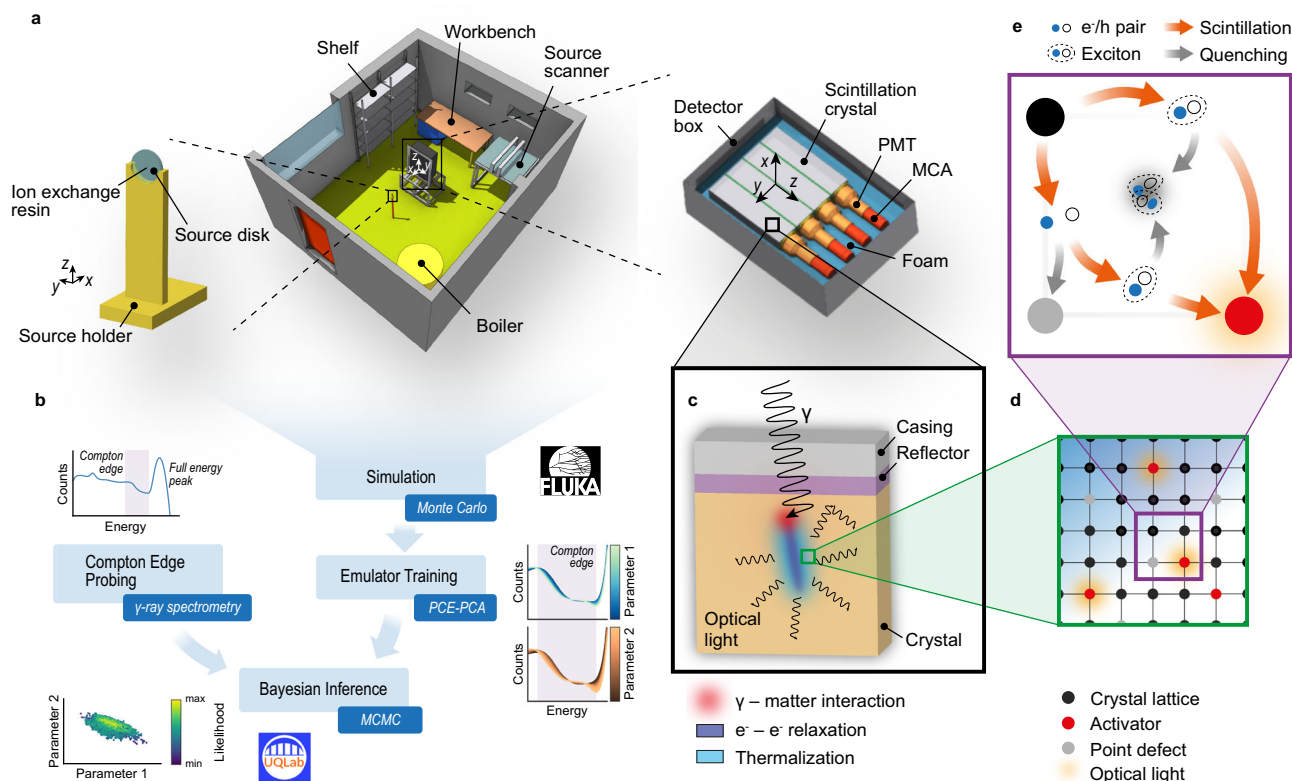 a
Shelf
Workbench
Source
scanner
Ion exchange
resin
Source disk
z
y
x
Source holder
z
x
y
Boiler
Detector
box
Scintillation
crystal
PMT
MCA
x
y
z
Foam
e
e⁻/h pair
Scintillation
Exciton
Quenching
b
Compton
edge
Full energy
peak
Counts
Energy
Simulation
Monte Carlo
FLUKA
Compton Edge
Probing
γ-ray spectrometry
Emulator Training
PCE-PCA
Compton
edge
Counts
Parameter 1
Counts
Parameter 2
Energy
Bayesian Inference
MCMC
Parameter 2
Parameter 1
max
min
Likelihood
UQLab
c
γ
Casing
Reflector
Optical
light
Crystal
γ – matter interaction
e⁻ – e⁻ relaxation
Thermalization
d
Crystal lattice
Activator
Point defect
Optical light